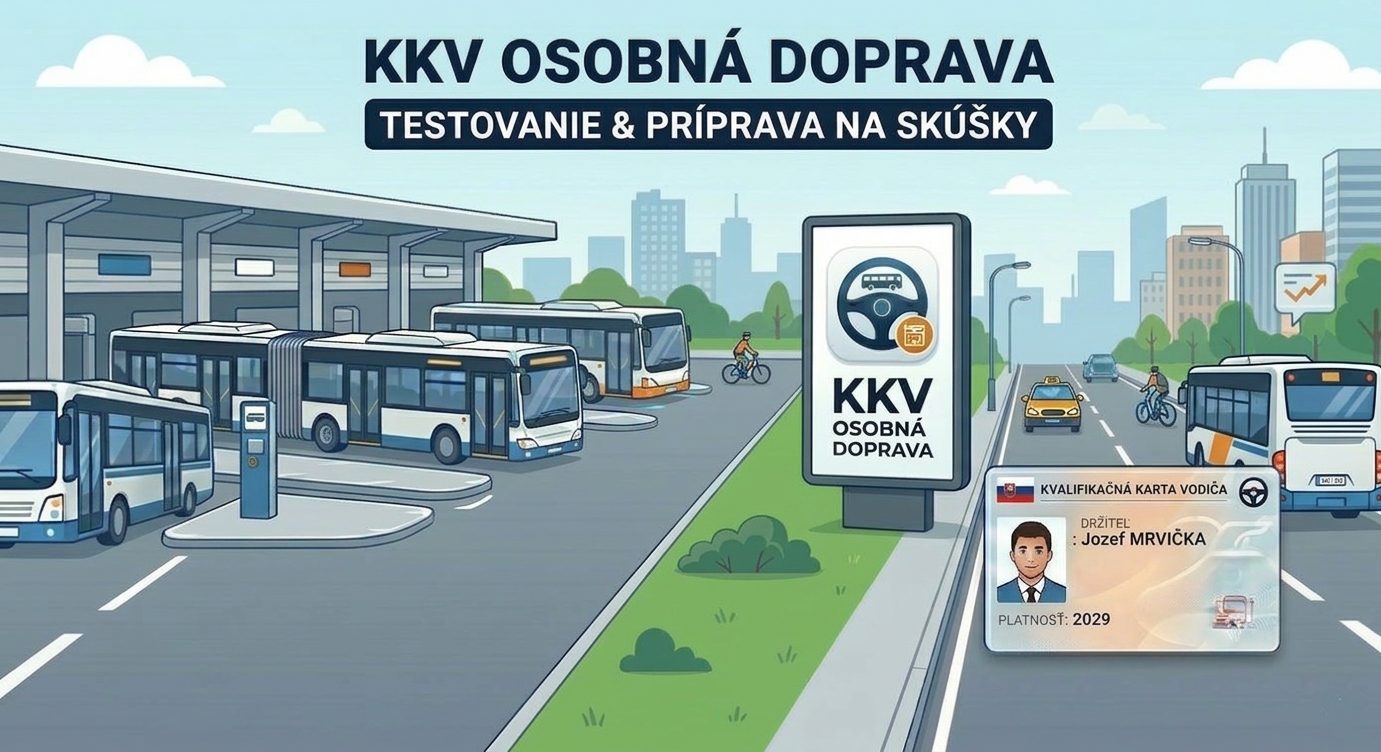 KKV OSOBNÁ DOPRAVA
TESTOVANIE & PRÍPRAVA NA SKÚŠKY
KKV
OSOBNÁ
DOPRAVA
KVALIFIKAČNÁ KARTA VODIČA
DRŽITEĽ
: Jozef MRVIČKA
PLATNOSŤ: 2029